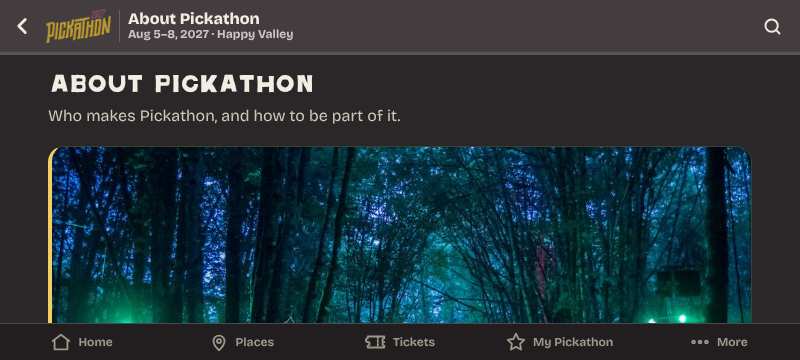 PICKATHON
About Pickathon
Aug 5–8, 2027 · Happy Valley
ABOUT PICKATHON
Who makes Pickathon, and how to be part of it.
Home
Places
Tickets
My Pickathon
More